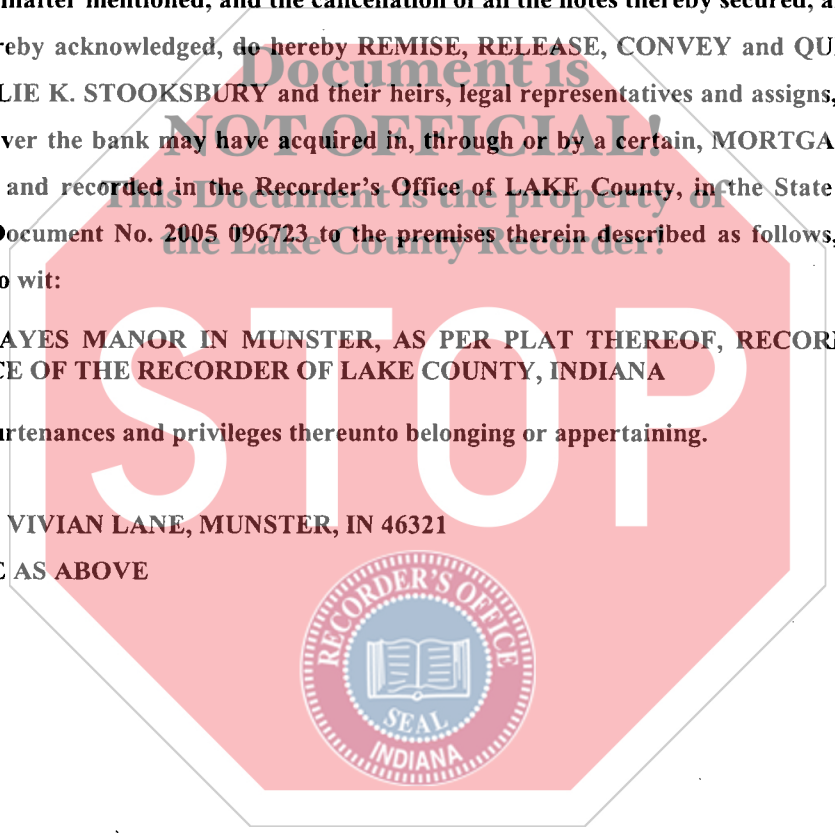 inafter mentioned, and the cancellation of all the notes thereby secured, a
reby acknowledged, do hereby REMISE, RELEASE, CONVEY and QU
LIE K. STOOKSBURY and their heirs, legal representatives and assigns,
ver the bank may have acquired in, through or by a certain, MORTGA
and recorded in the Recorder's Office of LAKE County, in the State
Document No. 2005 096723 to the premises therein described as follows,
o wit:
AYES MANOR IN MUNSTER, AS PER PLAT THEREOF, RECOR
CE OF THE RECORDER OF LAKE COUNTY, INDIANA
urtenances and privileges thereunto belonging or appertaining.
VIVIAN LANE, MUNSTER, IN 46321
AS ABOVE
Document is
NOT OFFICIAL!
This Document is the property of
the Lake County Recorder!
STOP
RECORDER'S OFFICE
SEAL
INDIANA